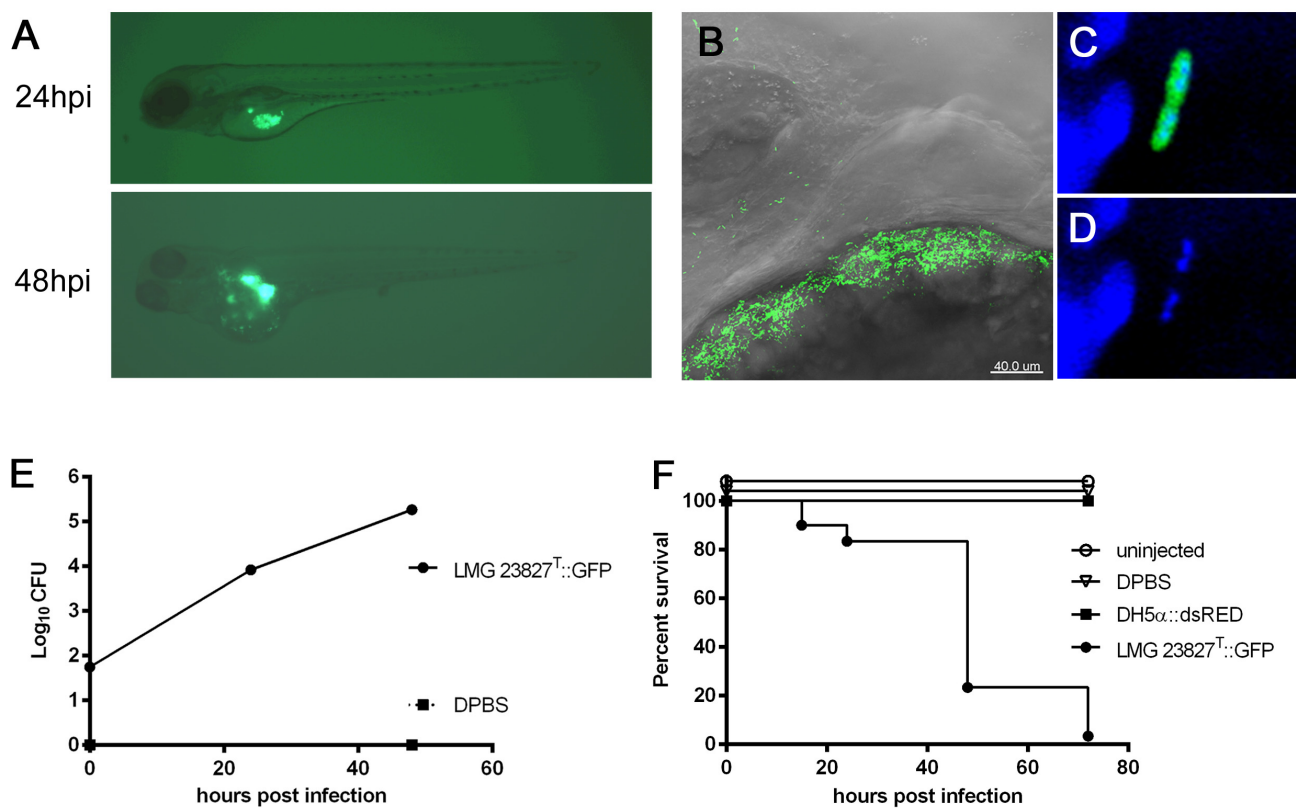 A
24hpi
48hpi
B
40.0 um
C
D
E
6
5
4
3
2
1
0
Log₁₀ CFU
0 20 40 60
hours post infection
LMG 23827ᵀ::GFP
DPBS
F
100
80
60
40
20
0
Percent survival
0 20 40 60 80
hours post infection
uninjected
DPBS
DH5α::dsRED
LMG 23827ᵀ::GFP